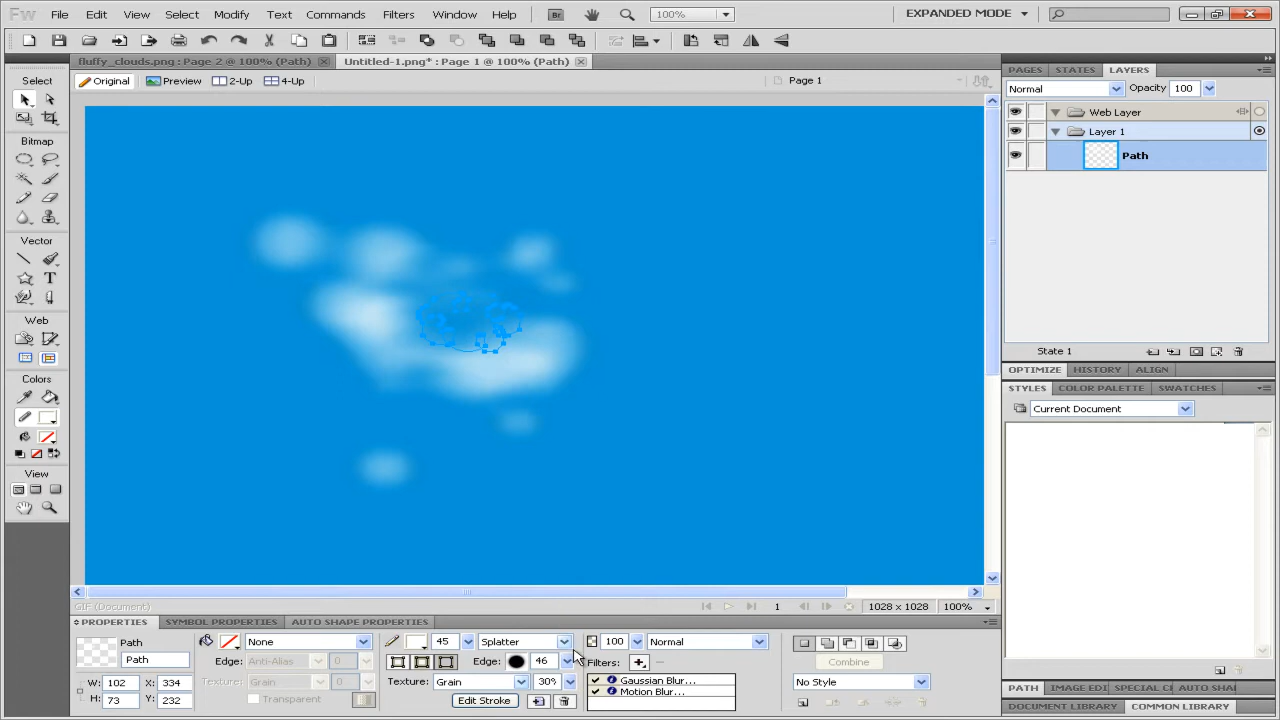 Fw File Edit View Select Modify Text Commands Filters Window Help Br 100% EXPANDED MODE
fluffy_clouds.png : Page 2 @ 100% (Path) Untitled-1.png* : Page 1 @ 100% (Path)
Original Preview 2-Up 4-Up Page 1
Select
Bitmap
Vector
Web
Colors
View
PAGES STATES LAYERS
Normal Opacity 100
Web Layer
Layer 1
Path
State 1
OPTIMIZE HISTORY ALIGN
STYLES COLOR PALETTE SWATCHES
Current Document
GIF (Document) 1 1028 x 1028 100%
PROPERTIES SYMBOL PROPERTIES AUTO SHAPE PROPERTIES
Path None 45 Splatter 100 Normal
Path Edge: Anti-Alias 0 Edge: 46 Filters: Combine
W: 102 X: 334 Texture: Grain 0 Texture: Grain 30% Gaussian Blur... No Style
H: 73 Y: 232 Transparent Edit Stroke Motion Blur...
PATH IMAGE EDI SPECIAL C AUTO SHA
DOCUMENT LIBRARY COMMON LIBRARY